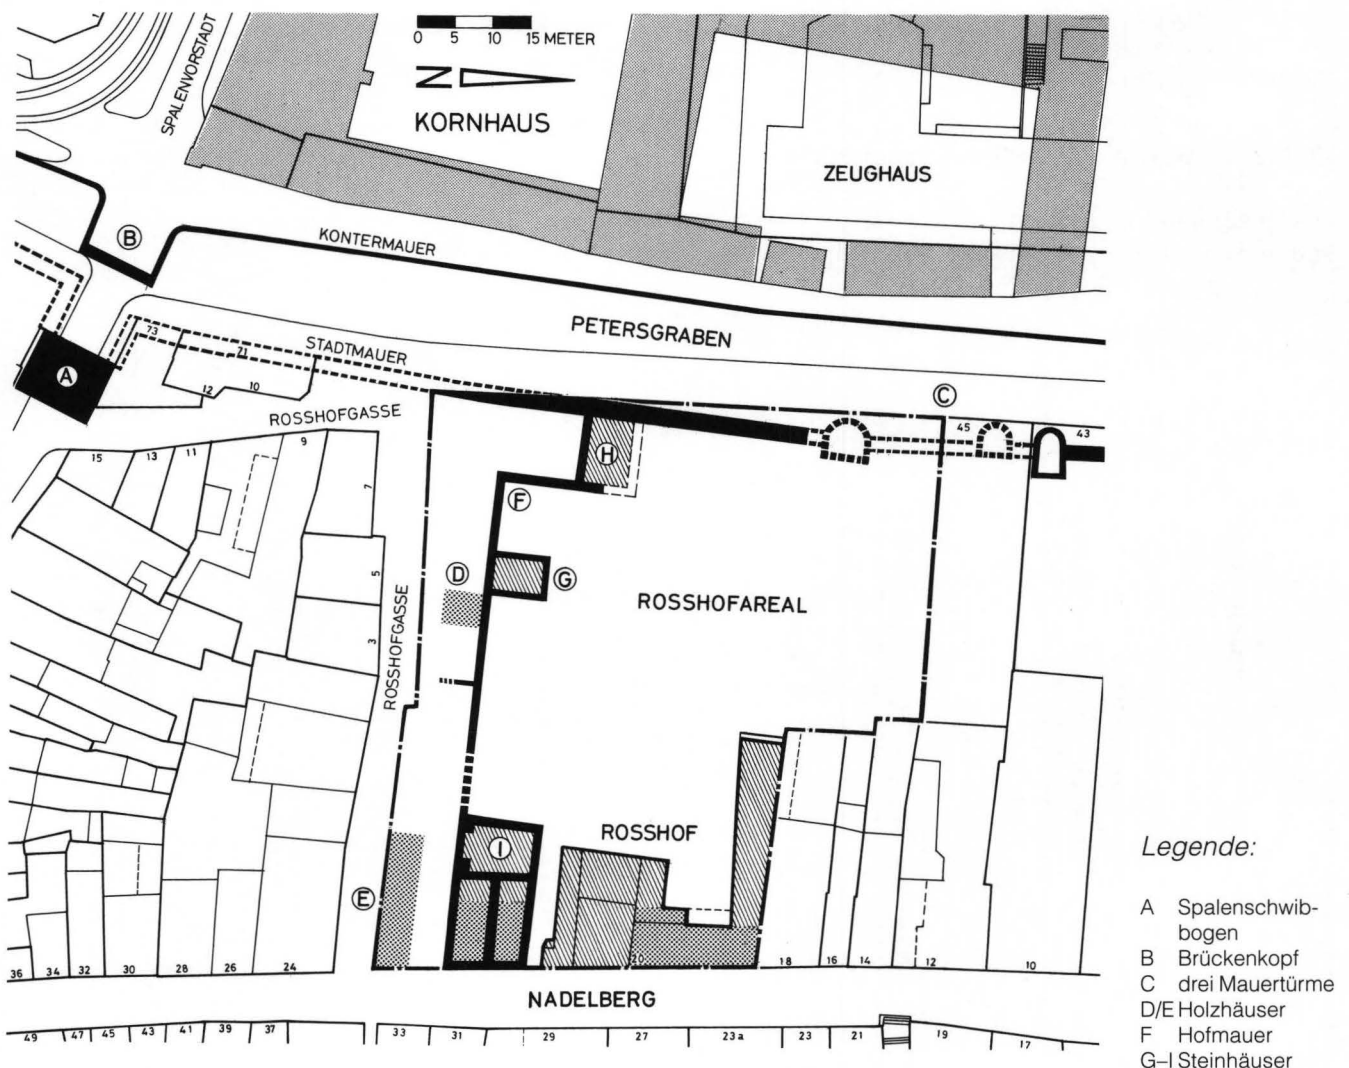 0 5 10 15 METER
N
SPALENVORSTADT
KORNHAUS
ZEUGHAUS
B
KONTERMAUER
PETERSGRABEN
73
71
STADTMAUER
A
12 10
C
ROSSHOFGASSE
45 43
9
15 13 11
H
7
F
D
G
5
ROSSHOFAREAL
ROSSHOFGASSE
3
ROSSHOF
I
E
36 34 32 30 28 26 24
20 18 16 14 12 10
NADELBERG
49 47 45 43 41 39 37 33 31 29 27 23a 23 21 19 17
Legende:
A Spalenschwib-
bogen
B Brückenkopf
C drei Mauertürme
D/E Holzhäuser
F Hofmauer
G–I Steinhäuser